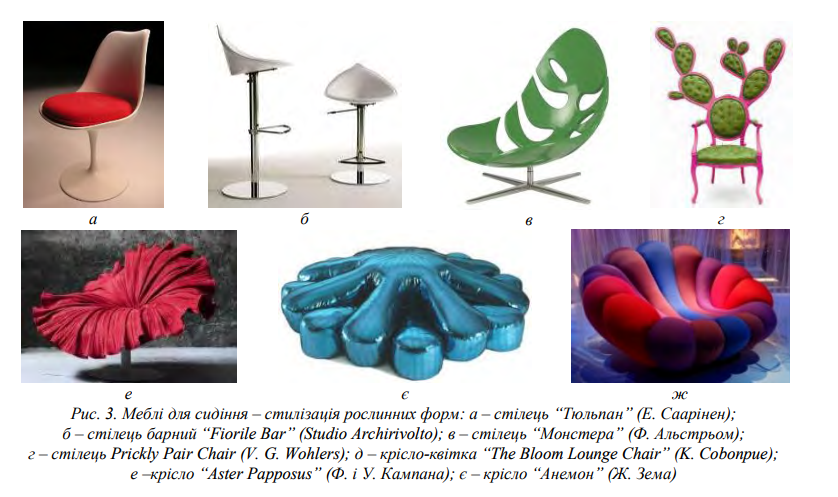 а б в г
е є ж
Рис. 3. Меблі для сидіння – стилізація рослинних форм: а – стілець “Тюльпан” (Е. Саарінен);
б – стілець барний “Fiorile Bar” (Studio Archirivolto); в – стілець “Монстера” (Ф. Альстрьом);
г – стілець Prickly Pair Chair (V. G. Wohlers); д – крісло-квітка “The Bloom Lounge Chair” (К. Собопрue);
е –крісло “Aster Papposus” (Ф. і У. Кампана); є – крісло “Анемон” (Ж. Зема)